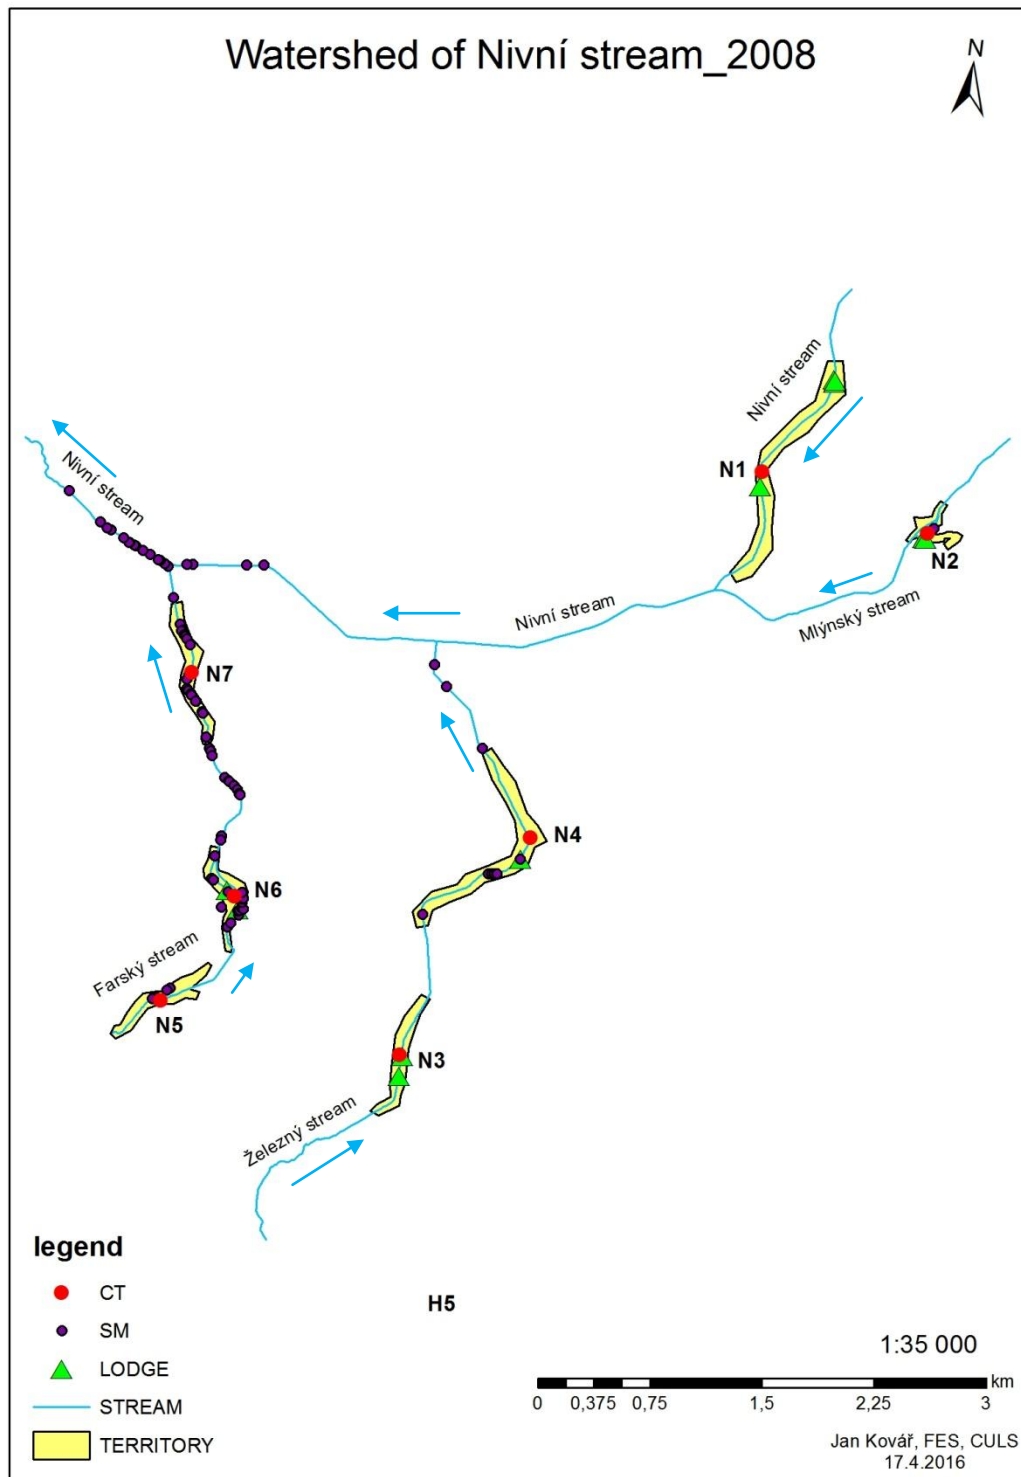 Watershed of Nivní stream_2008
N
Nivní stream
Nivní stream
N1
N2
Nivní stream
Mlýnský stream
N7
N4
N6
Farský stream
N5
N3
Železný stream
legend
CT
H5
SM
LODGE
1:35 000
STREAM
km
0 0,375 0,75 1,5 2,25 3
TERRITORY
Jan Kovář, FES, CULS
17.4.2016